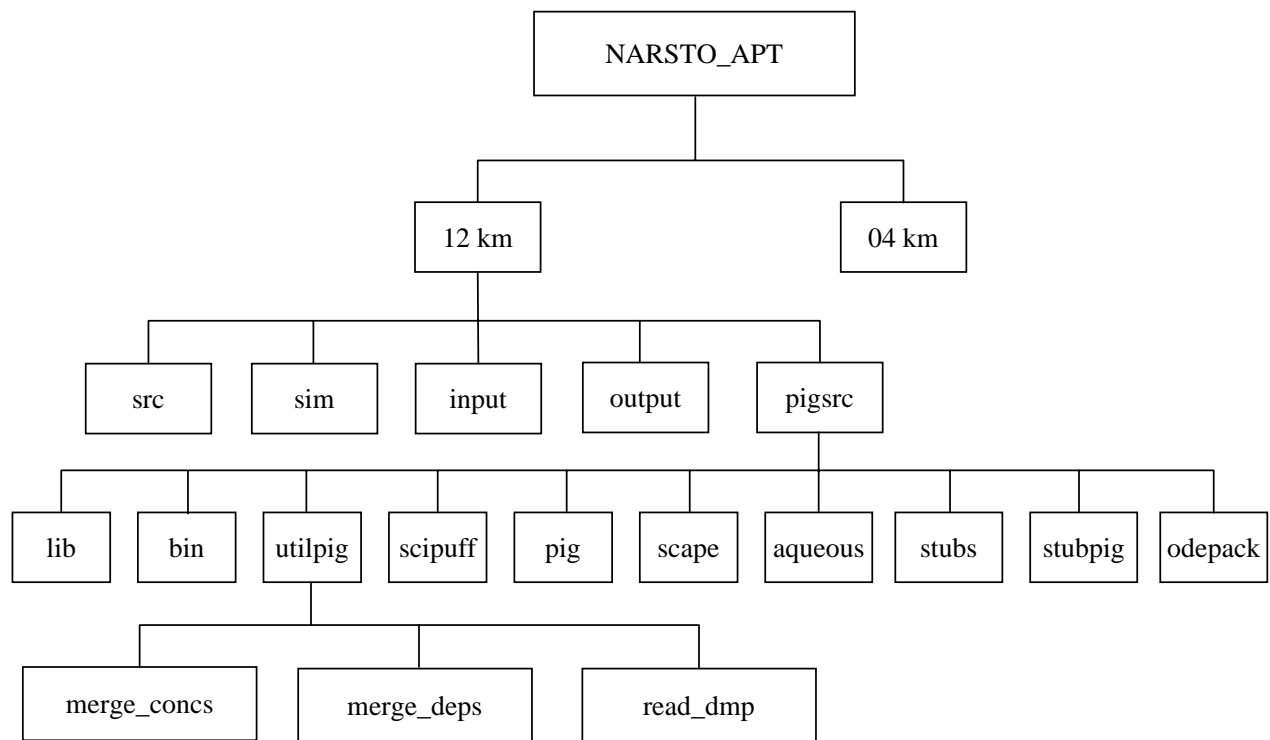 NARSTO_APT
12 km
04 km
src
sim
input
output
pigsrc
lib
bin
utilpig
scipuff
pig
scape
aqueous
stubs
stubpig
odepack
merge_concs
merge_deps
read_dmp